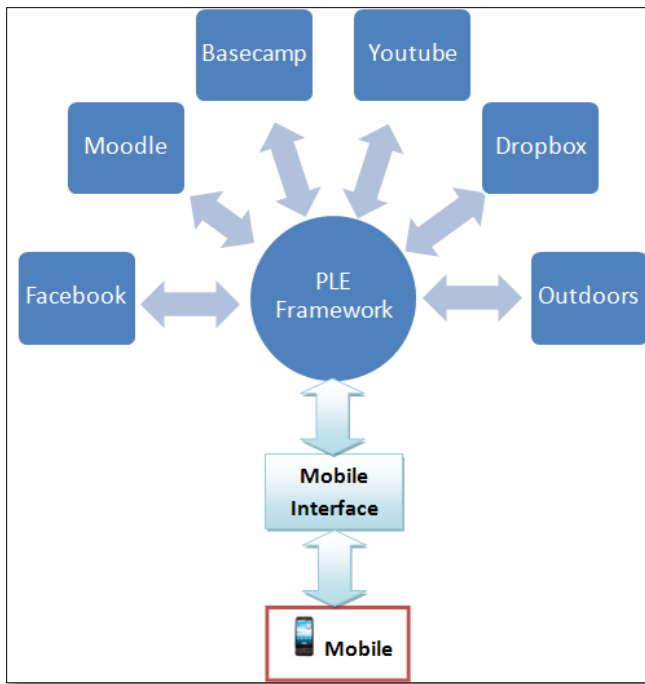 Basecamp
Youtube
Moodle
Dropbox
Facebook
PLE
Framework
Outdoors
Mobile
Interface
Mobile